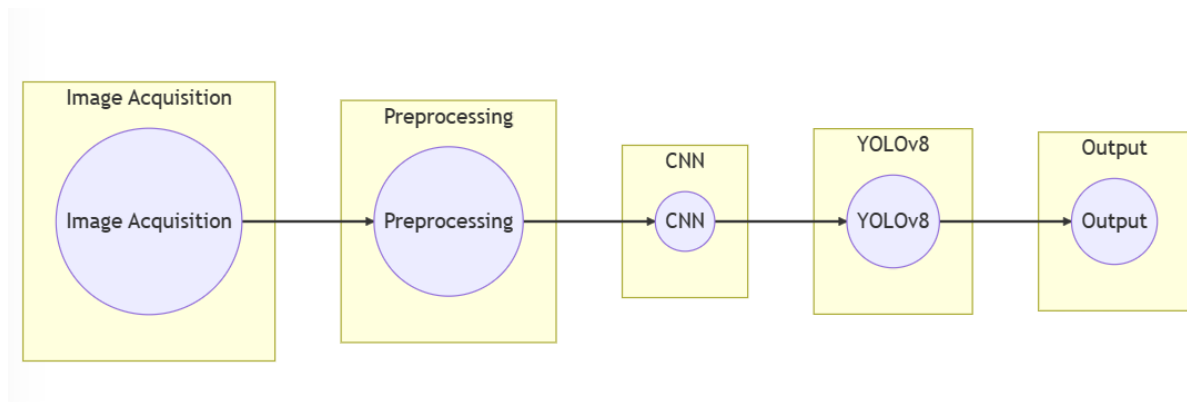 Image Acquisition
Image Acquisition
Preprocessing
Preprocessing
CNN
CNN
YOLOv8
YOLOv8
Output
Output